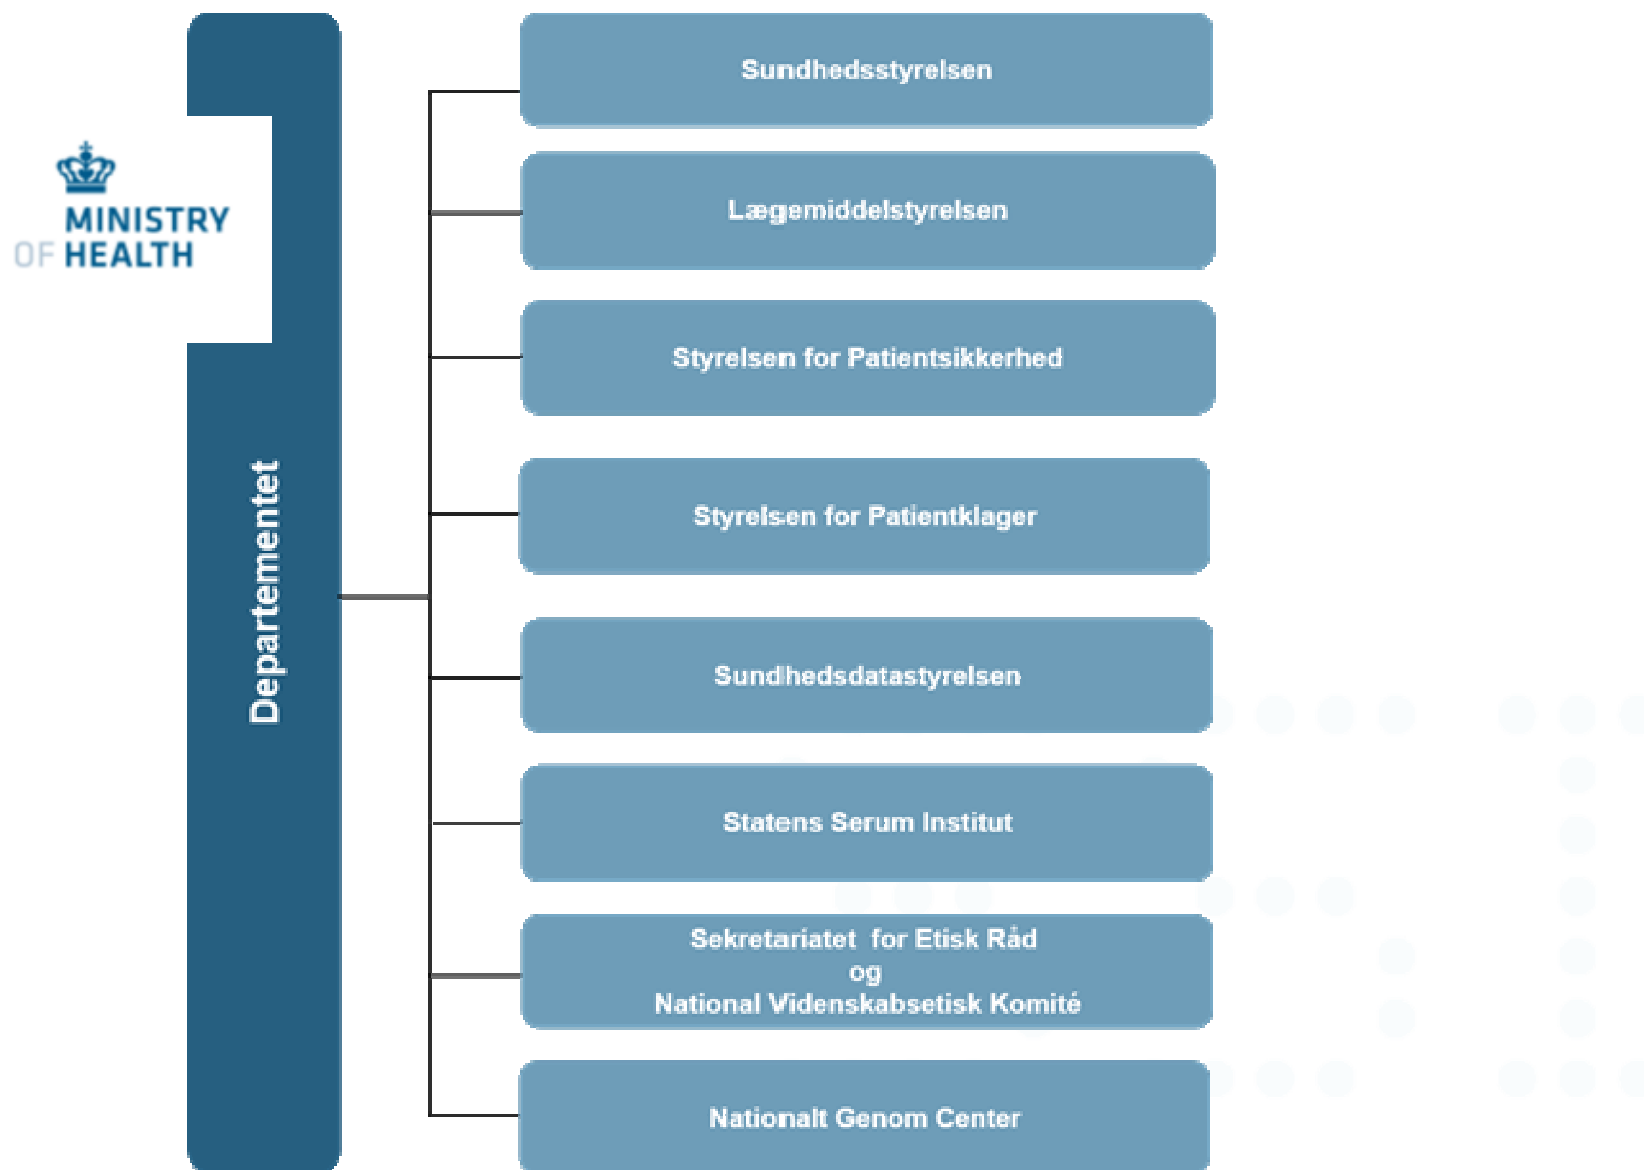 MINISTRY
OF HEALTH
Departementet
Sundhedsstyrelsen
Lægemiddelstyrelsen
Styrelsen for Patientsikkerhed
Styrelsen for Patientklager
Sundhedsdatastyrelsen
Statens Serum Institut
Sekretariatet for Etisk Råd
og
National Videnskabsetisk Komité
Nationalt Genom Center